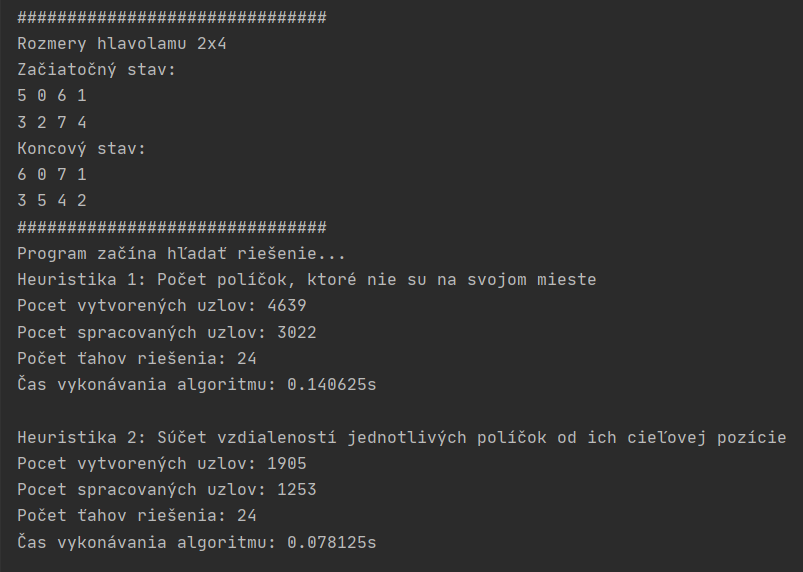 ###############################
Rozmery hlavolamu 2x4
Začiatočný stav:
5 0 6 1
3 2 7 4
Koncový stav:
6 0 7 1
3 5 4 2
###############################
Program začína hľadať riešenie...
Heuristika 1: Počet políčok, ktoré nie su na svojom mieste
Pocet vytvorených uzlov: 4639
Pocet spracovaných uzlov: 3022
Počet ťahov riešenia: 24
Čas vykonávania algoritmu: 0.140625s

Heuristika 2: Súčet vzdialeností jednotlivých políčok od ich cieľovej pozície
Pocet vytvorených uzlov: 1905
Pocet spracovaných uzlov: 1253
Počet ťahov riešenia: 24
Čas vykonávania algoritmu: 0.078125s